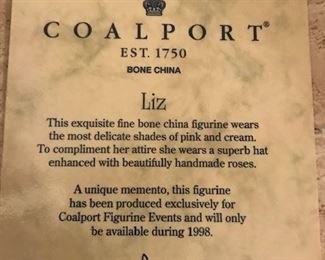 COALPORT®
EST. 1750
BONE CHINA
Liz
This exquisite fine bone china figurine wears
the most delicate shades of pink and cream.
To compliment her attire she wears a superb hat
enhanced with beautifully handmade roses.
A unique memento, this figurine
has been produced exclusively for
Coalport Figurine Events and will only
be available during 1998.